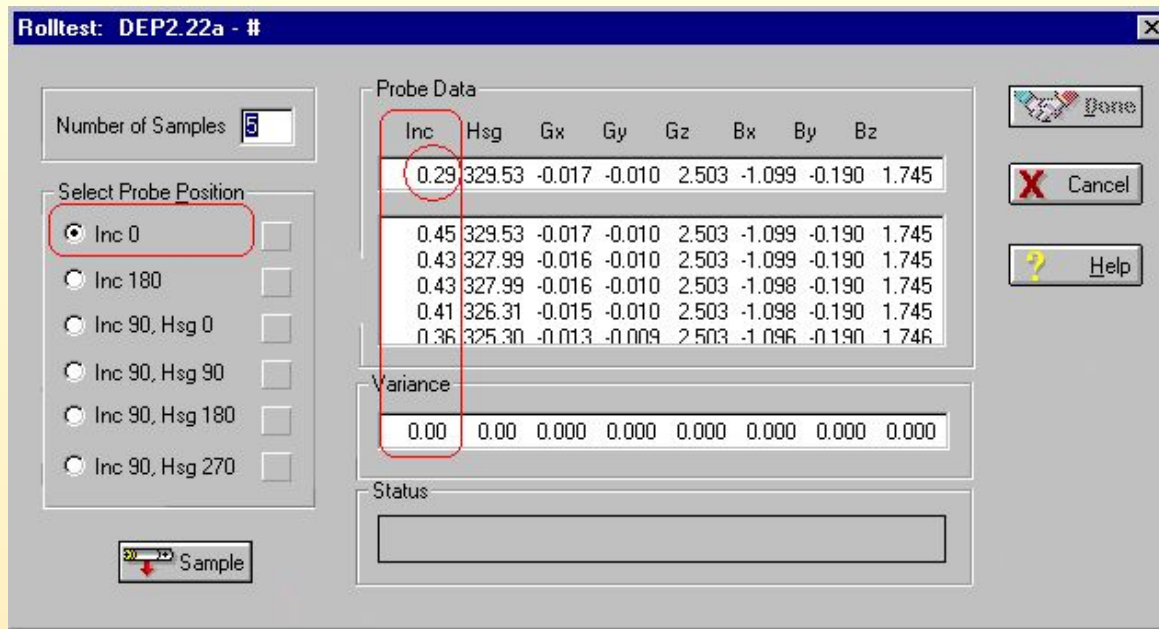 Rolltest: DEP2.22a - #
Number of Samples 5
Select Probe Position
Inc 0
Inc 180
Inc 90, Hsg 0
Inc 90, Hsg 90
Inc 90, Hsg 180
Inc 90, Hsg 270
Sample
Probe Data
Inc Hsg Gx Gy Gz Bx By Bz
0.29 329.53 -0.017 -0.010 2.503 -1.099 -0.190 1.745
0.45 329.53 -0.017 -0.010 2.503 -1.099 -0.190 1.745
0.43 327.99 -0.016 -0.010 2.503 -1.099 -0.190 1.745
0.43 327.99 -0.016 -0.010 2.503 -1.098 -0.190 1.745
0.41 326.31 -0.015 -0.010 2.503 -1.098 -0.190 1.745
0.36 325.30 -0.013 -0.009 2.503 -1.096 -0.190 1.746
Variance
0.00 0.00 0.000 0.000 0.000 0.000 0.000 0.000
Status
Done
Cancel
Help